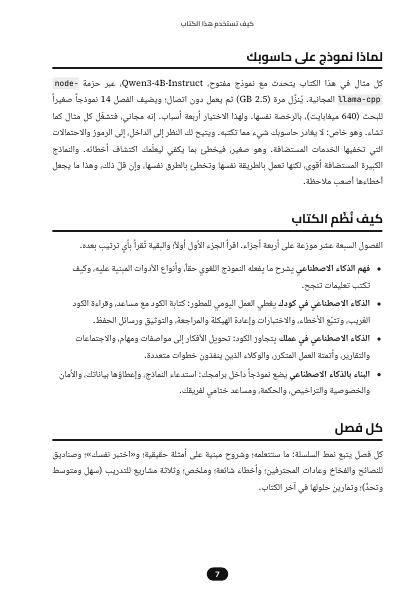 كيف تستخدم هذا الكتاب
لماذا نموذج على حاسوبك
كل مثال في هذا الكتاب يتحدث مع نموذج مفتوح، Qwen3-4B-Instruct، عبر حزمة node-
llama-cpp المجانية. يُنزَّل مرة (2.5 GB) ثم يعمل دون اتصال؛ ويضيف الفصل 14 نموذجاً صغيراً
للبحث (640 ميغابايت)، بالرخصة نفسها. ولهذا الاختيار أربعة أسباب. إنه مجاني، فتشغّل كل مثال كما
تشاء. وهو خاص: لا يغادر حاسوبك شيء مما تكتبه. ويتيح لك النظر إلى الداخل، إلى الرموز والاحتمالات
التي تخفيها الخدمات المستضافة. وهو صغير، فيخطئ بما يكفي ليعلّمك اكتشاف أخطائه. والنماذج
الكبيرة المستضافة أقوى، لكنها تعمل بالطريقة نفسها وتخطئ بالطرق نفسها، وإن قلّ ذلك، وهذا ما يجعل
أخطاءها أصعب ملاحظة.
كيف نُظّم الكتاب
الفصول السبعة عشر موزعة على أربعة أجزاء. اقرأ الجزء الأول أولاً؛ والبقية تُقرأ بأي ترتيب بعده.
• فهم الذكاء الاصطناعي يشرح ما يفعله النموذج اللغوي حقاً، وأنواع الأدوات المبنية عليه، وكيف
تكتب تعليمات تنجح.
• الذكاء الاصطناعي في كودك يغطي العمل اليومي للمطور: كتابة الكود مع مساعد، وقراءة الكود
الغريب، وتتبّع الأخطاء، والاختبارات وإعادة الهيكلة والمراجعة، والتوثيق ورسائل الحفظ.
• الذكاء الاصطناعي في عملك يتجاوز الكود: تحويل الأفكار إلى مواصفات ومهام، والاجتماعات
والتقارير، وأتمتة العمل المتكرر، والوكلاء الذين ينفذون خطوات متعددة.
• البناء بالذكاء الاصطناعي يضع نموذجاً داخل برامجك: استدعاء النماذج، وإعطاؤها بياناتك، والأمان
والخصوصية والتراخيص، والحكمة، ومساعد ختامي لفريقك.
كل فصل
كل فصل يتبع نمط السلسلة: ما ستتعلمه؛ وشروح مبنية على أمثلة حقيقية؛ و«اختبر نفسك»؛ وصناديق
للنصائح والفخاخ وعادات المحترفين؛ وأخطاء شائعة؛ وملخص؛ وثلاثة مشاريع للتدريب (سهل ومتوسط
وتحدٍّ)؛ وتمارين حلولها في آخر الكتاب.
7